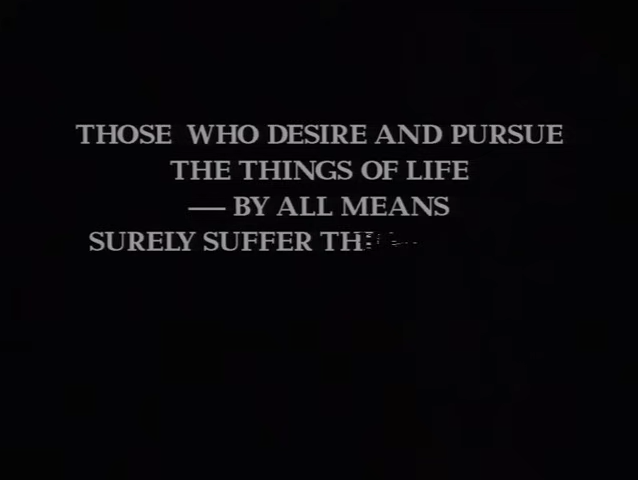 THOSE WHO DESIRE AND PURSUE
THE THINGS OF LIFE
— BY ALL MEANS
SURELY SUFFER